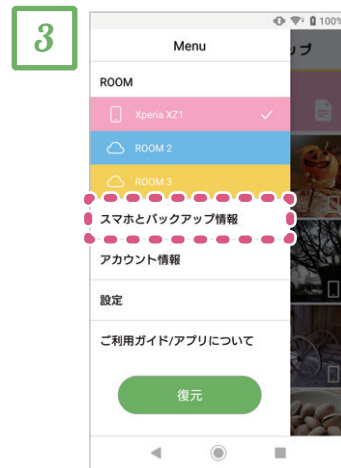 3
100%
Menu
ップ
ROOM
Xperia XZ1
ROOM 2
ROOM 3
スマホとバックアップ情報
アカウント情報
設定
ご利用ガイド/アプリについて
復元